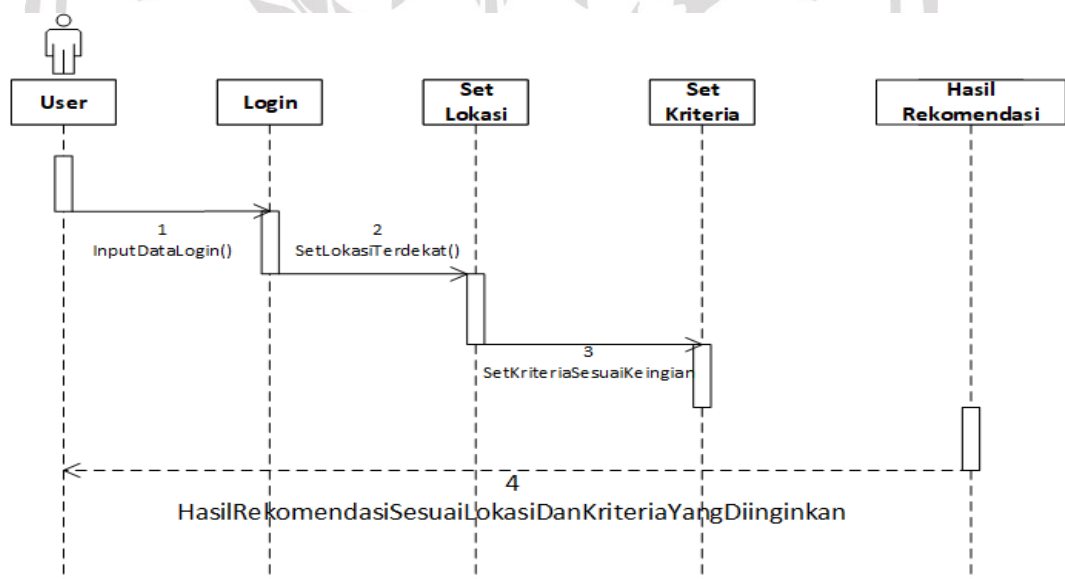 User
Login
Set
Lokasi
Set
Kriteria
Hasil
Rekomendasi
1
InputDataLogin()
2
SetLokasiTerdekat()
3
SetKriteriaSesuaiKeingian
4
HasilRekomendasiSesuaiLokasiDanKriteriaYangDiinginkan